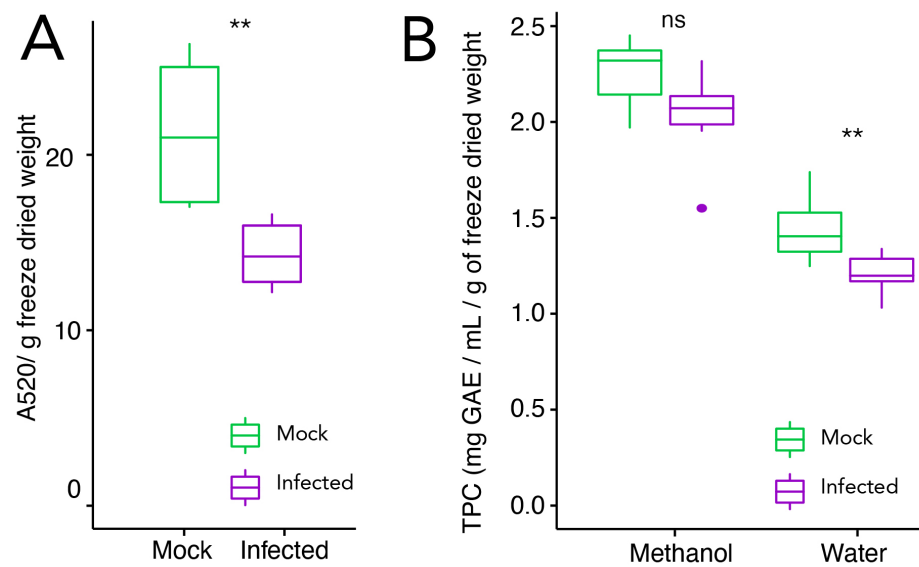 A
**
A520/ g freeze dried weight
20
10
0
Mock
Infected
Mock
Infected
B
ns
**
TPC (mg GAE / mL / g of freeze dried weight
2.5
2.0
1.5
1.0
0.5
0.0
Mock
Infected
Methanol
Water